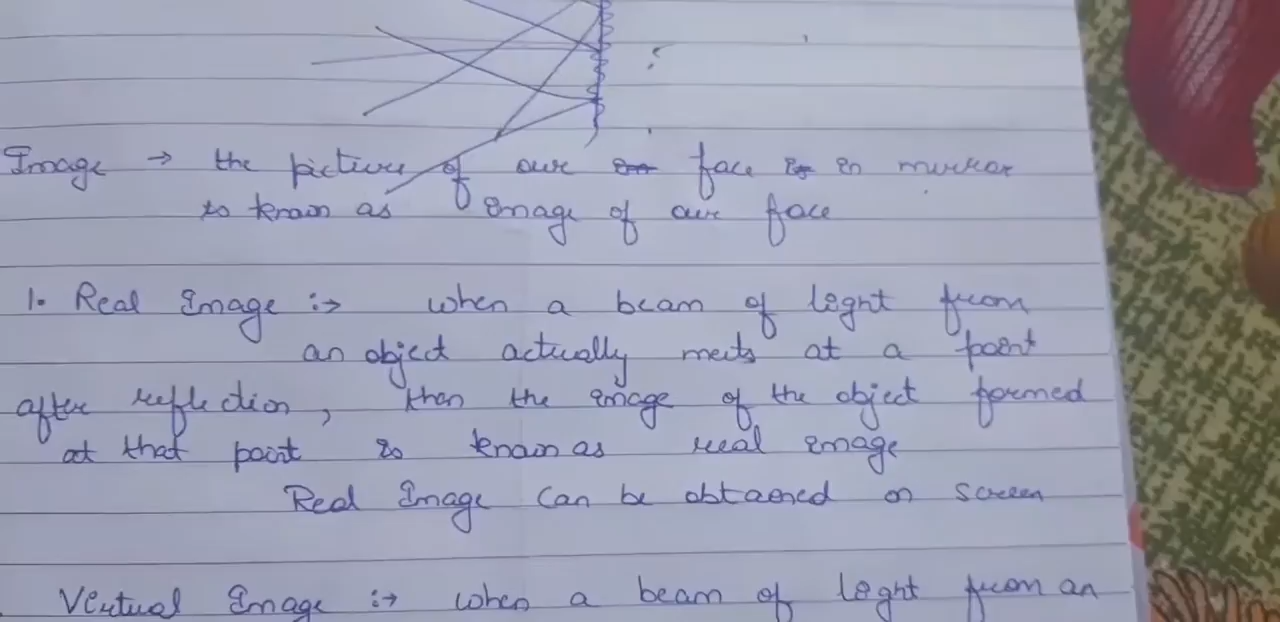 Image → the picture of our face in mirror
is known as image of our face
1. Real Image :→ when a beam of light from
an object actually meets at a point
after reflection, then the image of the object formed
at that point is known as real image
Real Image can be obtained on screen
Virtual Image :→ when a beam of light from an